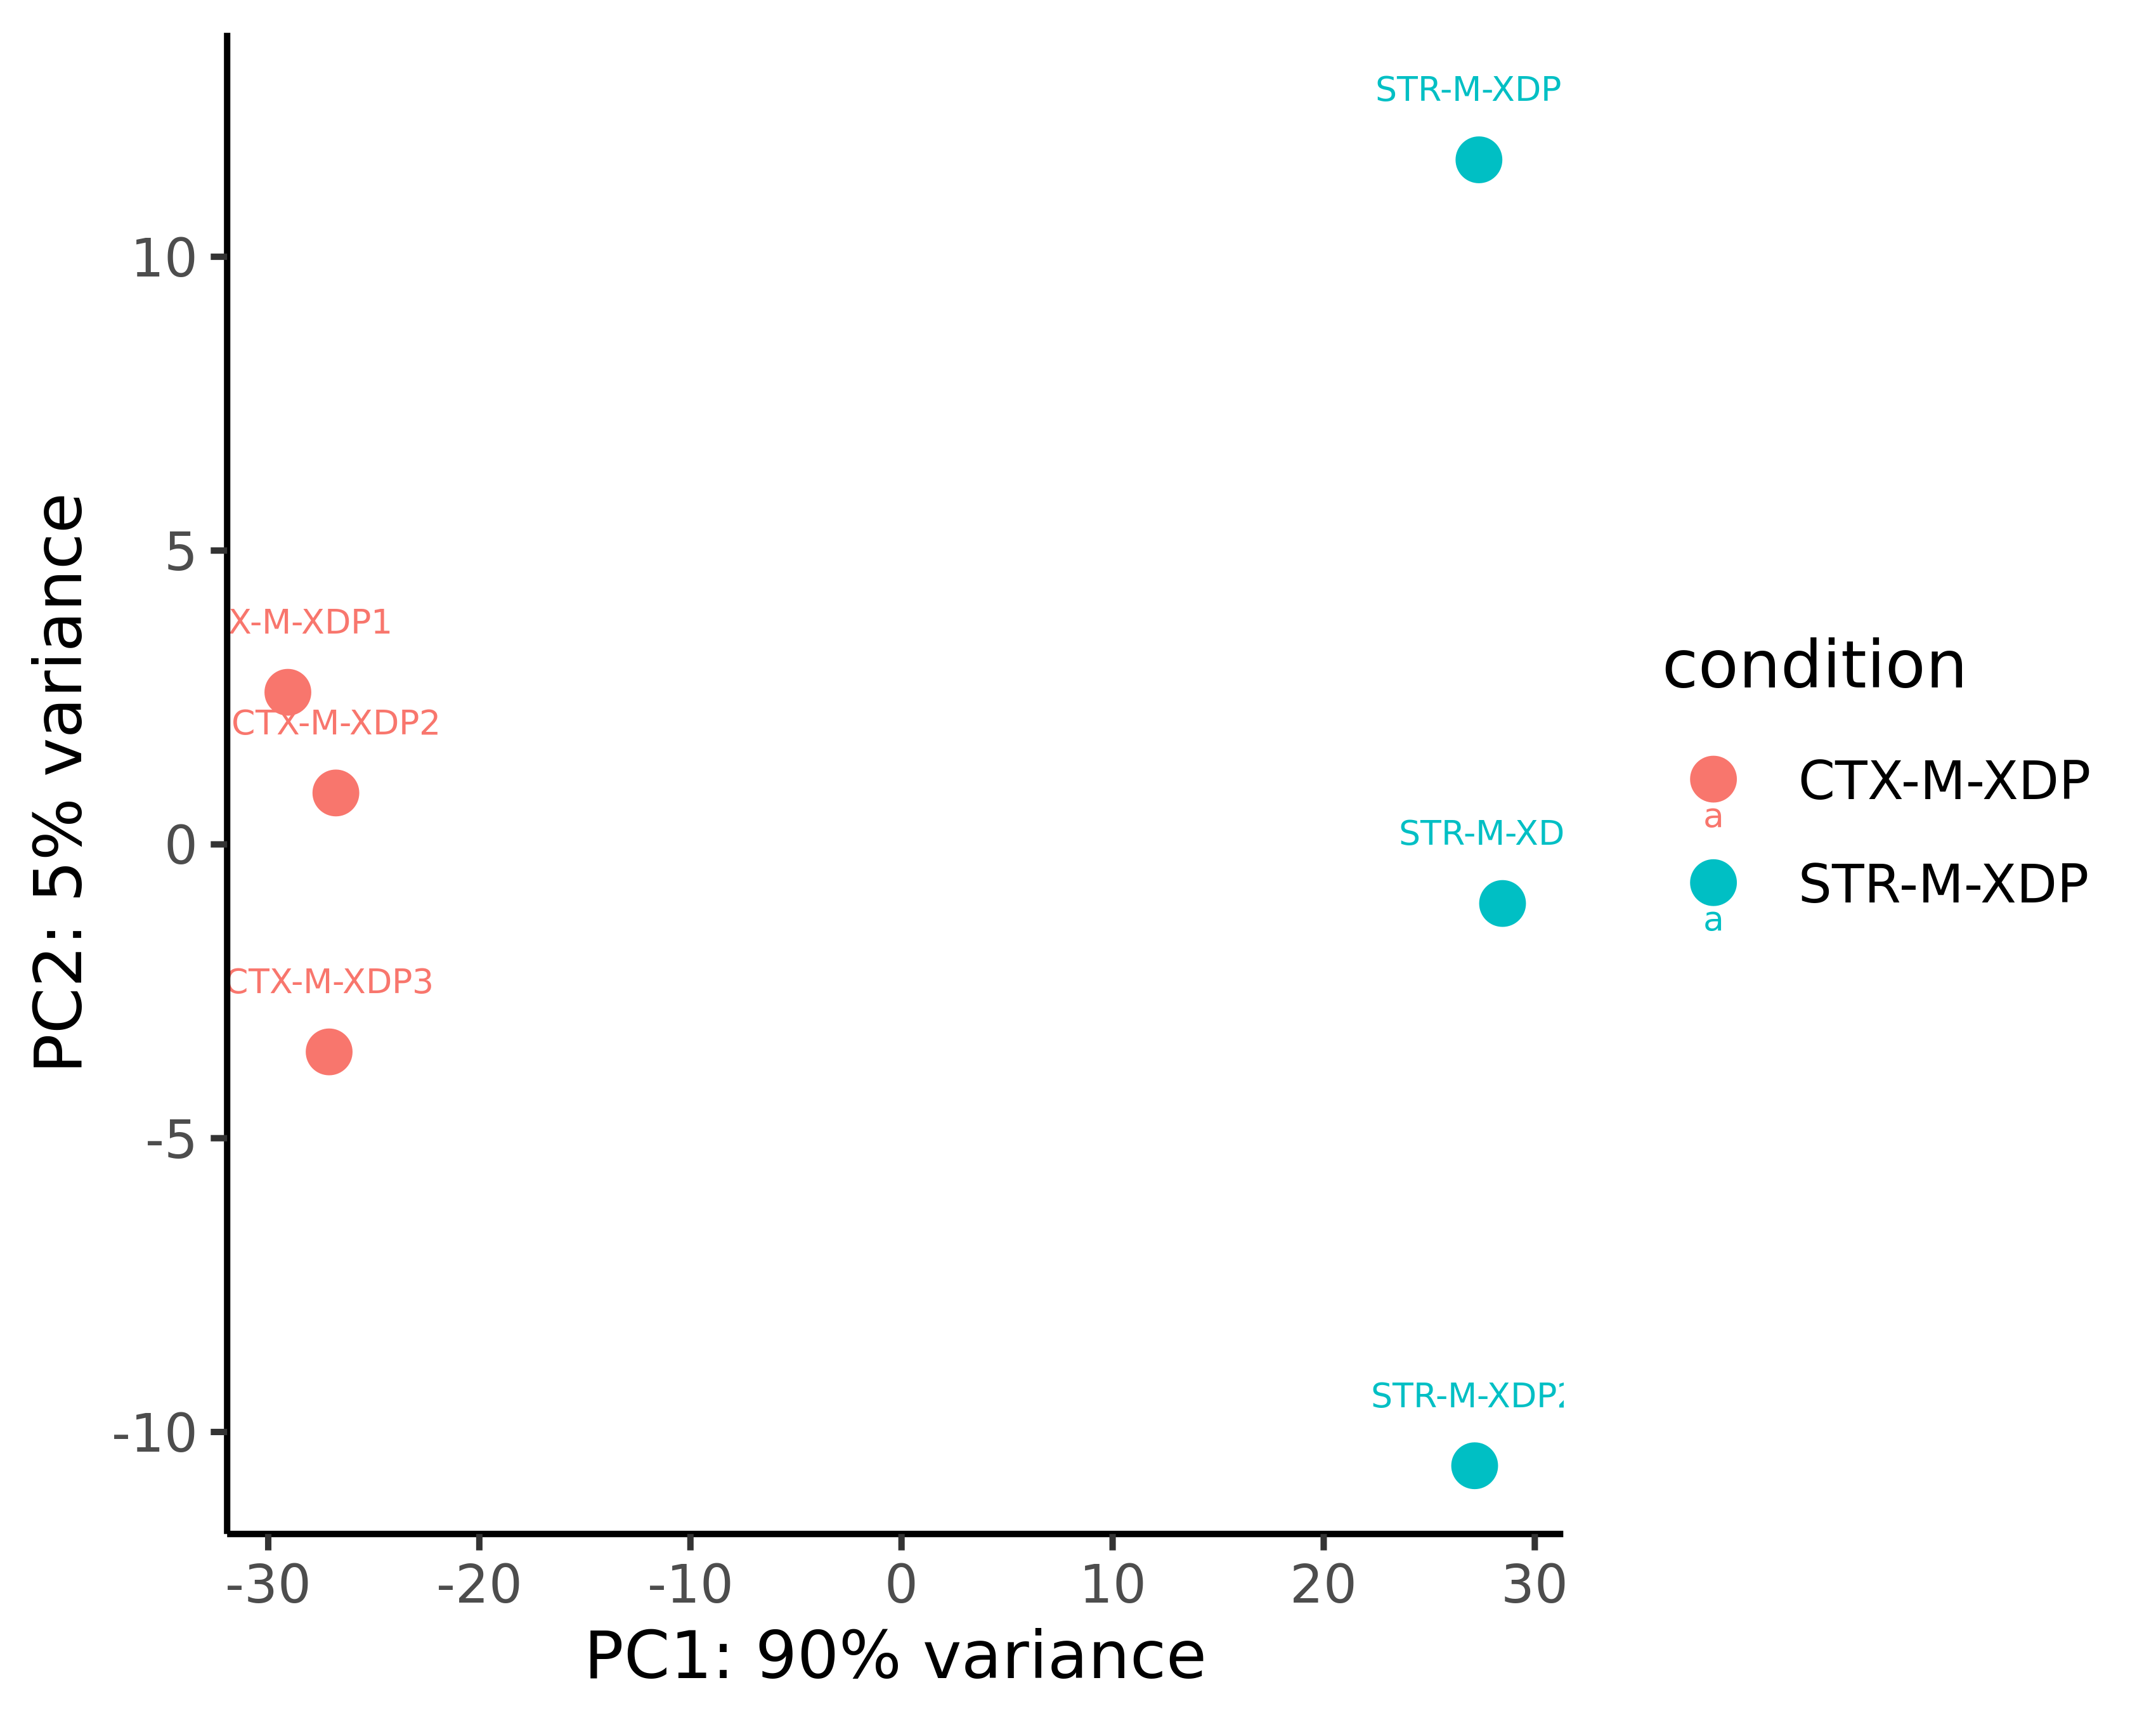 STR-M-XDP
10
5
X-M-XDP1
CTX-M-XDP2
0
STR-M-XD
CTX-M-XDP3
-5
STR-M-XDP2
-10
-30 -20 -10 0 10 20 30
PC1: 90% variance
PC2: 5% variance
condition
CTX-M-XDP
a
STR-M-XDP
a